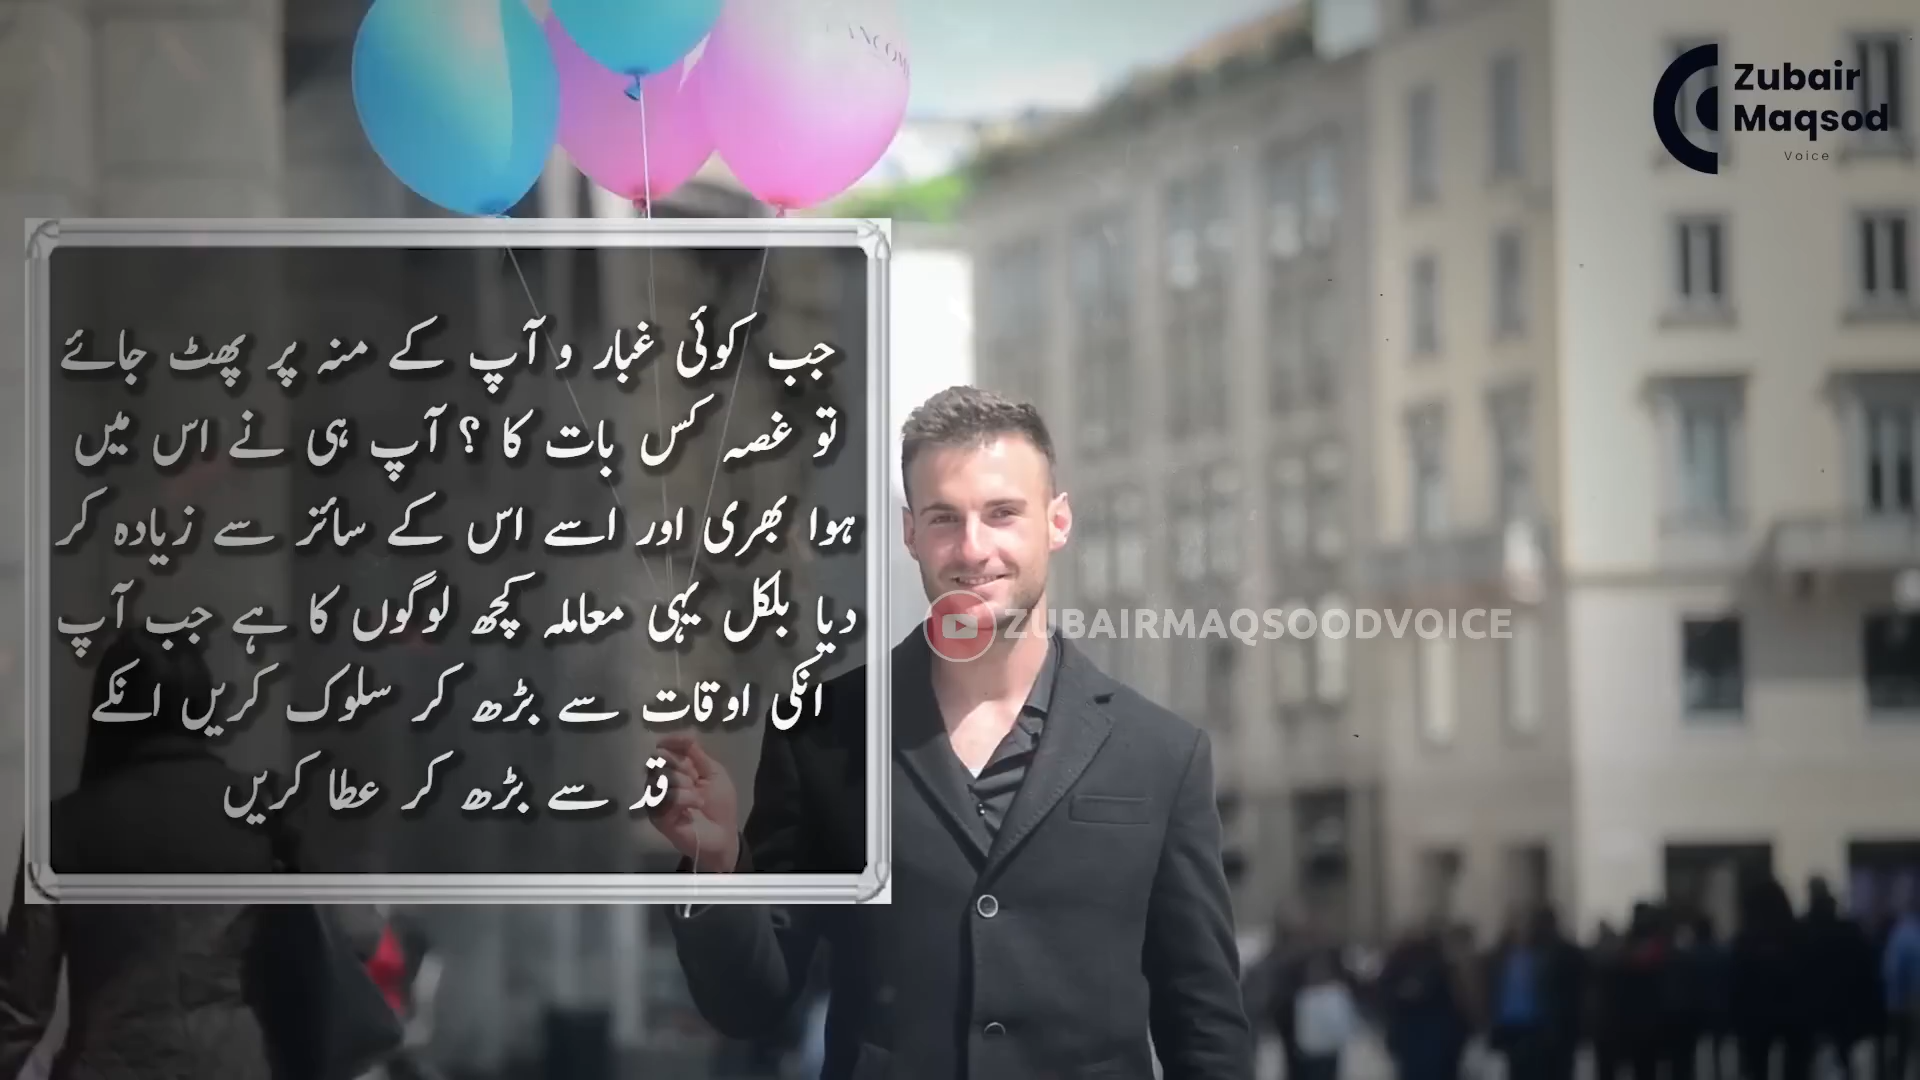 LANCOM
Zubair
Maqsod
Voice
جب کوئی غبار و آپ کے منہ پر پھٹ جائے
تو غصہ کس بات کا ؟ آپ ہی نے اس میں
ہوا بھری اور اسے اس کے سائز سے زیادہ کر
دیا بلکل یہی معاملہ کچھ لوگوں کا ہے جب آپ
انکی اوقات سے بڑھ کر سلوک کریں انکے
قد سے بڑھ کر عطا کریں
ZUBAIRMAQSOODVOICE